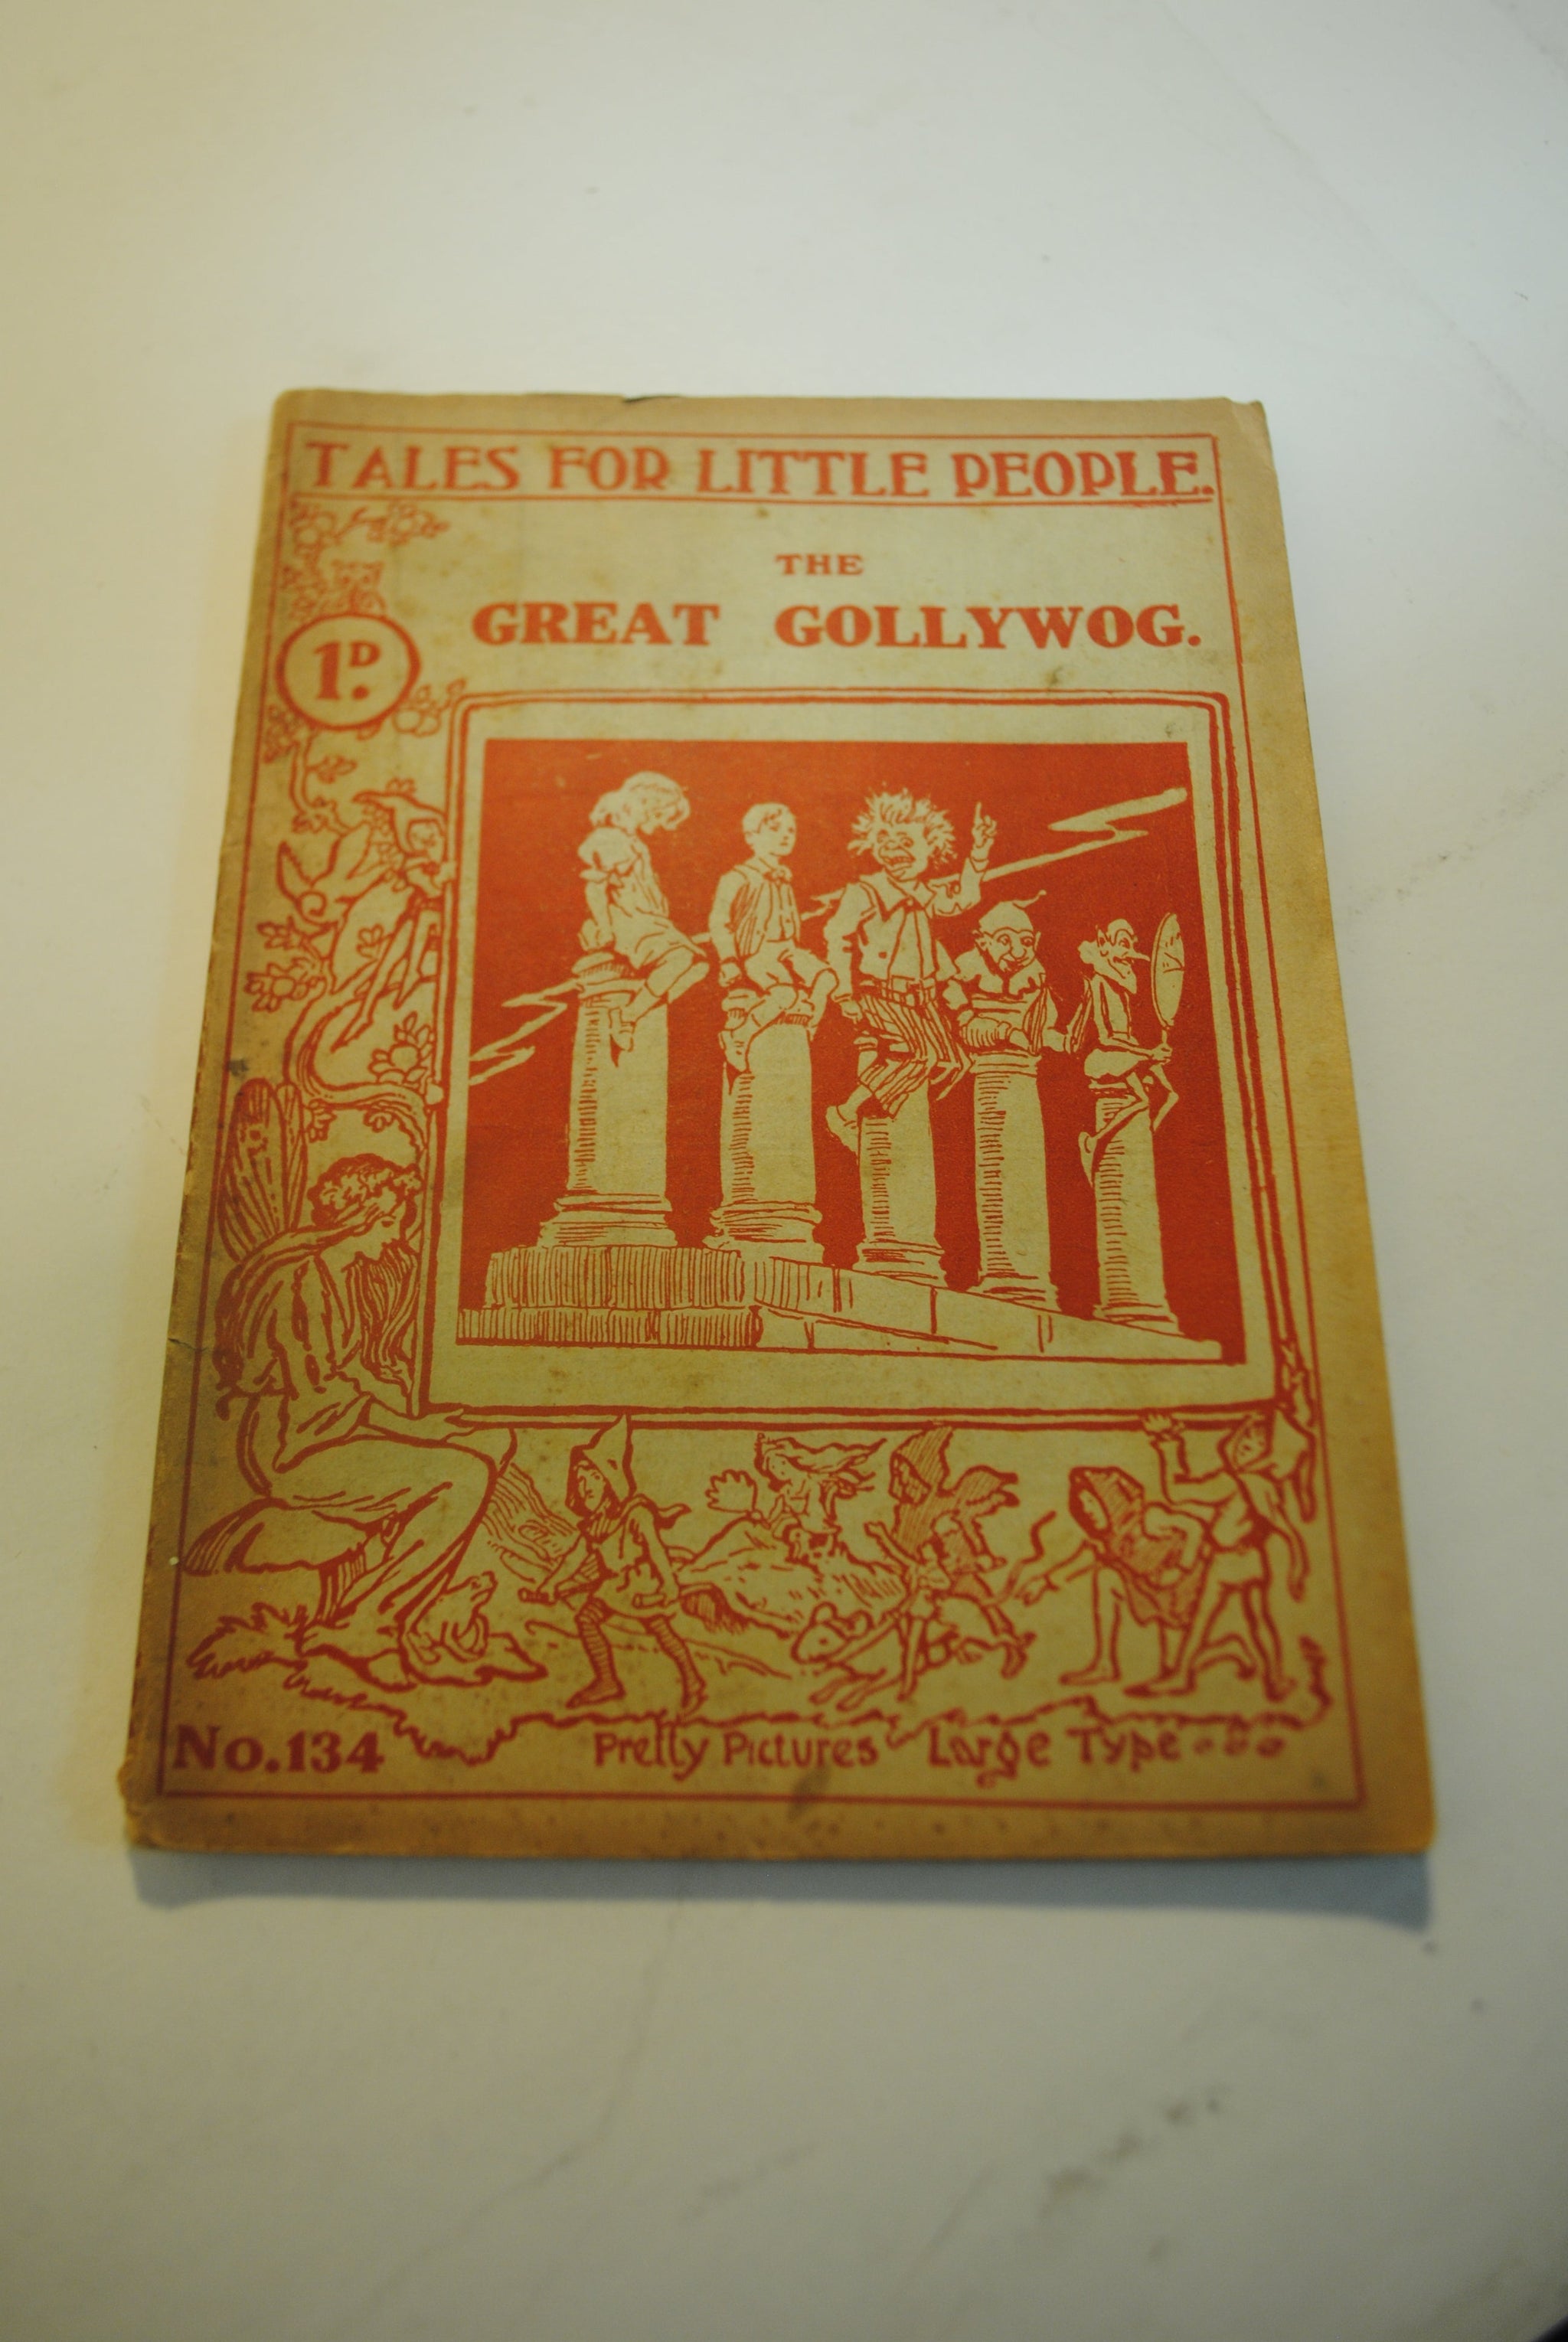 TALES FOR LITTLE PEOPLE.
THE
GREAT GOLLYWOG.
1D.
No.134
Pretty Pictures Large Type